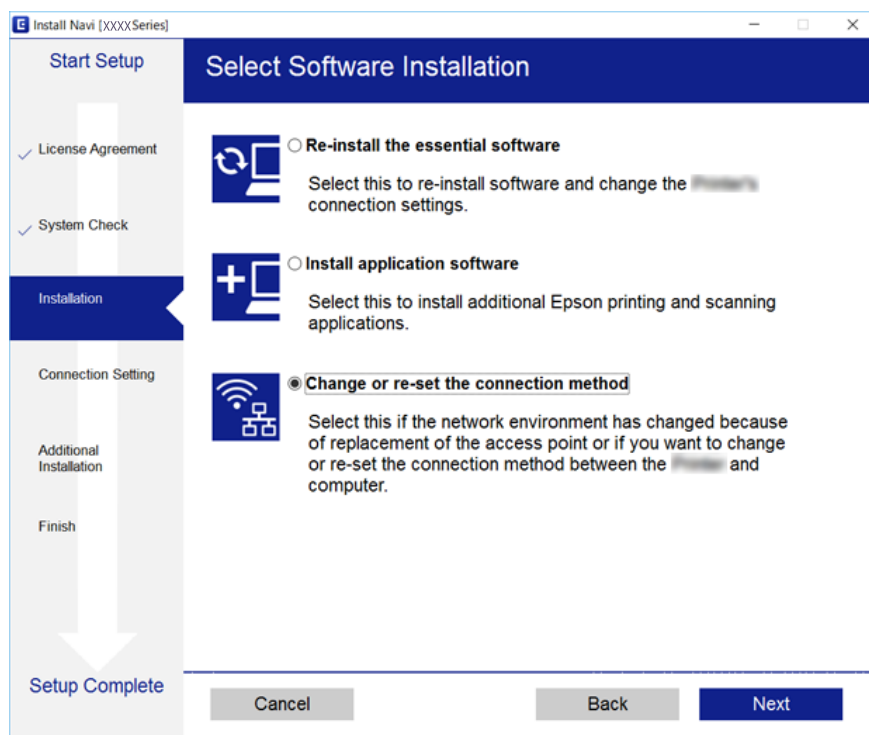 Install Navi [XXXX Series]
Start Setup
License Agreement
System Check
Installation
Connection Setting
Additional
Installation
Finish
Setup Complete
Select Software Installation
Re-install the essential software
Select this to re-install software and change the
connection settings.
Install application software
Select this to install additional Epson printing and scanning
applications.
Change or re-set the connection method
Select this if the network environment has changed because
of replacement of the access point or if you want to change
or re-set the connection method between the and
computer.
Cancel
Back
Next